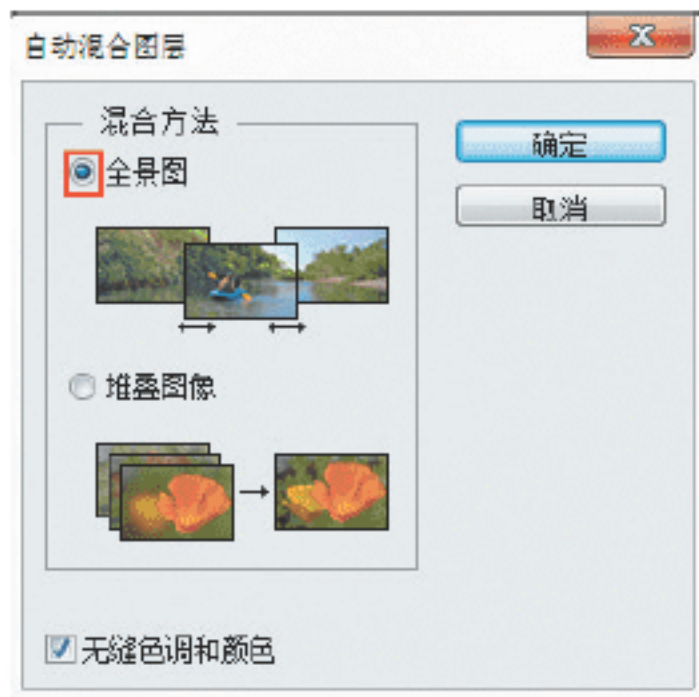 自动混合图层
混合方法
全景图
堆叠图像
无缝色调和颜色
确定
取消